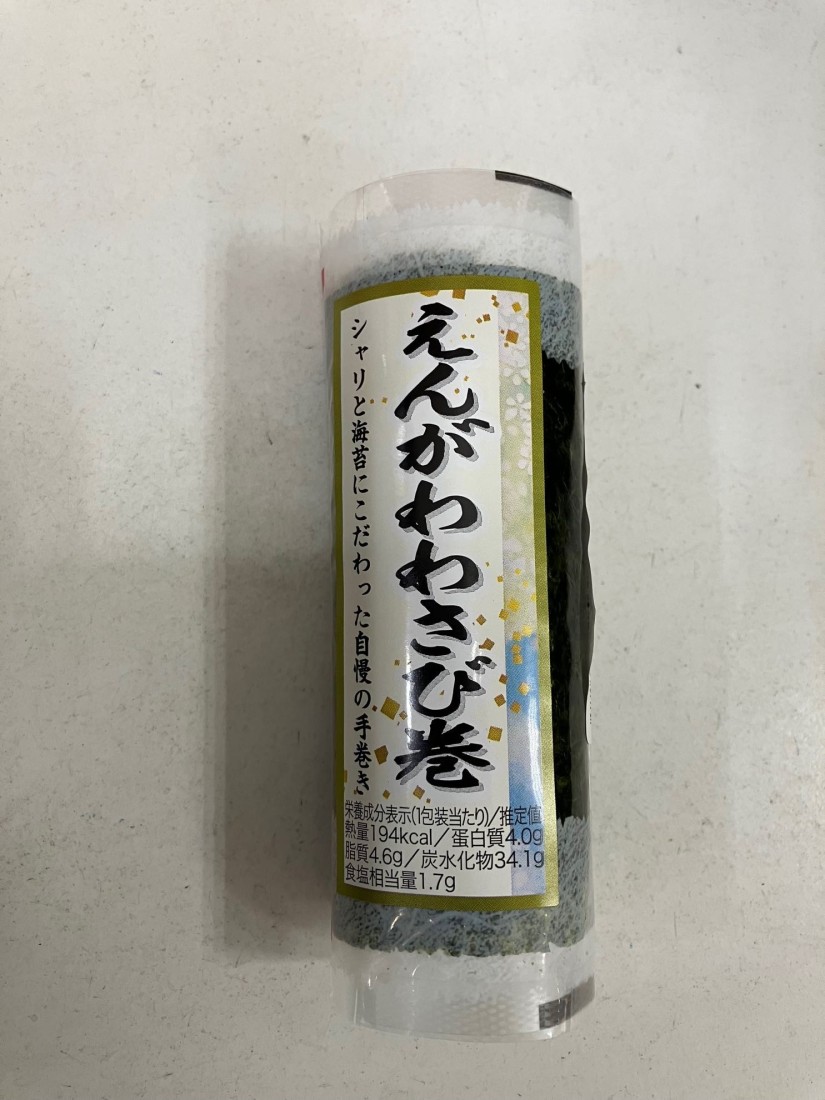 えんがわわさび巻
シャリと海苔にこだわった自慢の手巻き
栄養成分表示(1包装当たり)/推定値
熱量194kcal/蛋白質4.0g
脂質4.6g/炭水化物34.1g
食塩相当量1.7g